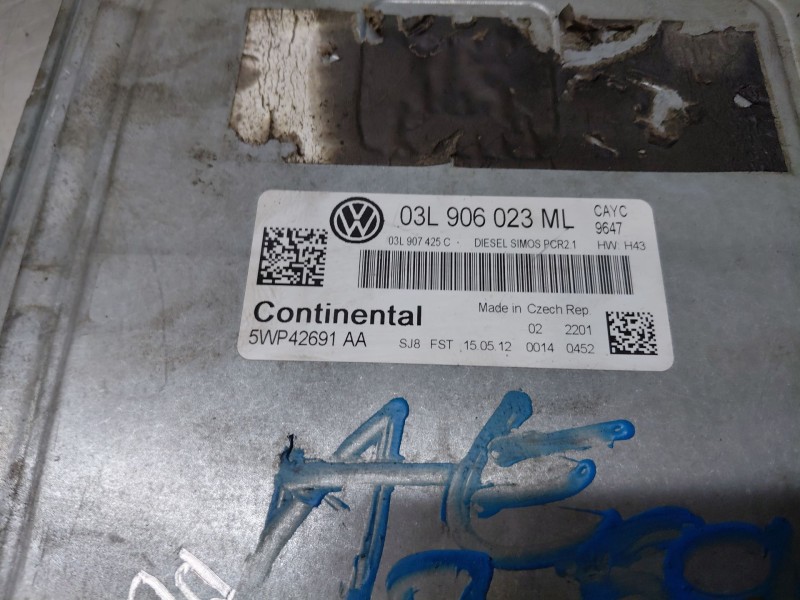 VW 03L 906 023 ML CAYC
9647
03L 907 425 C · DIESEL SIMOS PCR2.1 HW: H43
Continental Made in Czech Rep.
02 2201
5WP42691 AA SJ8 FST 15.05.12 0014 0452